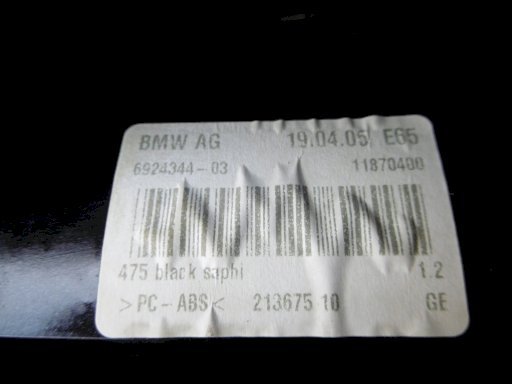 BMW AG 19.04.05 E65
6924344-03 11870400
475 black saphi 1.2
>PC-ABS< 213675 10 GE